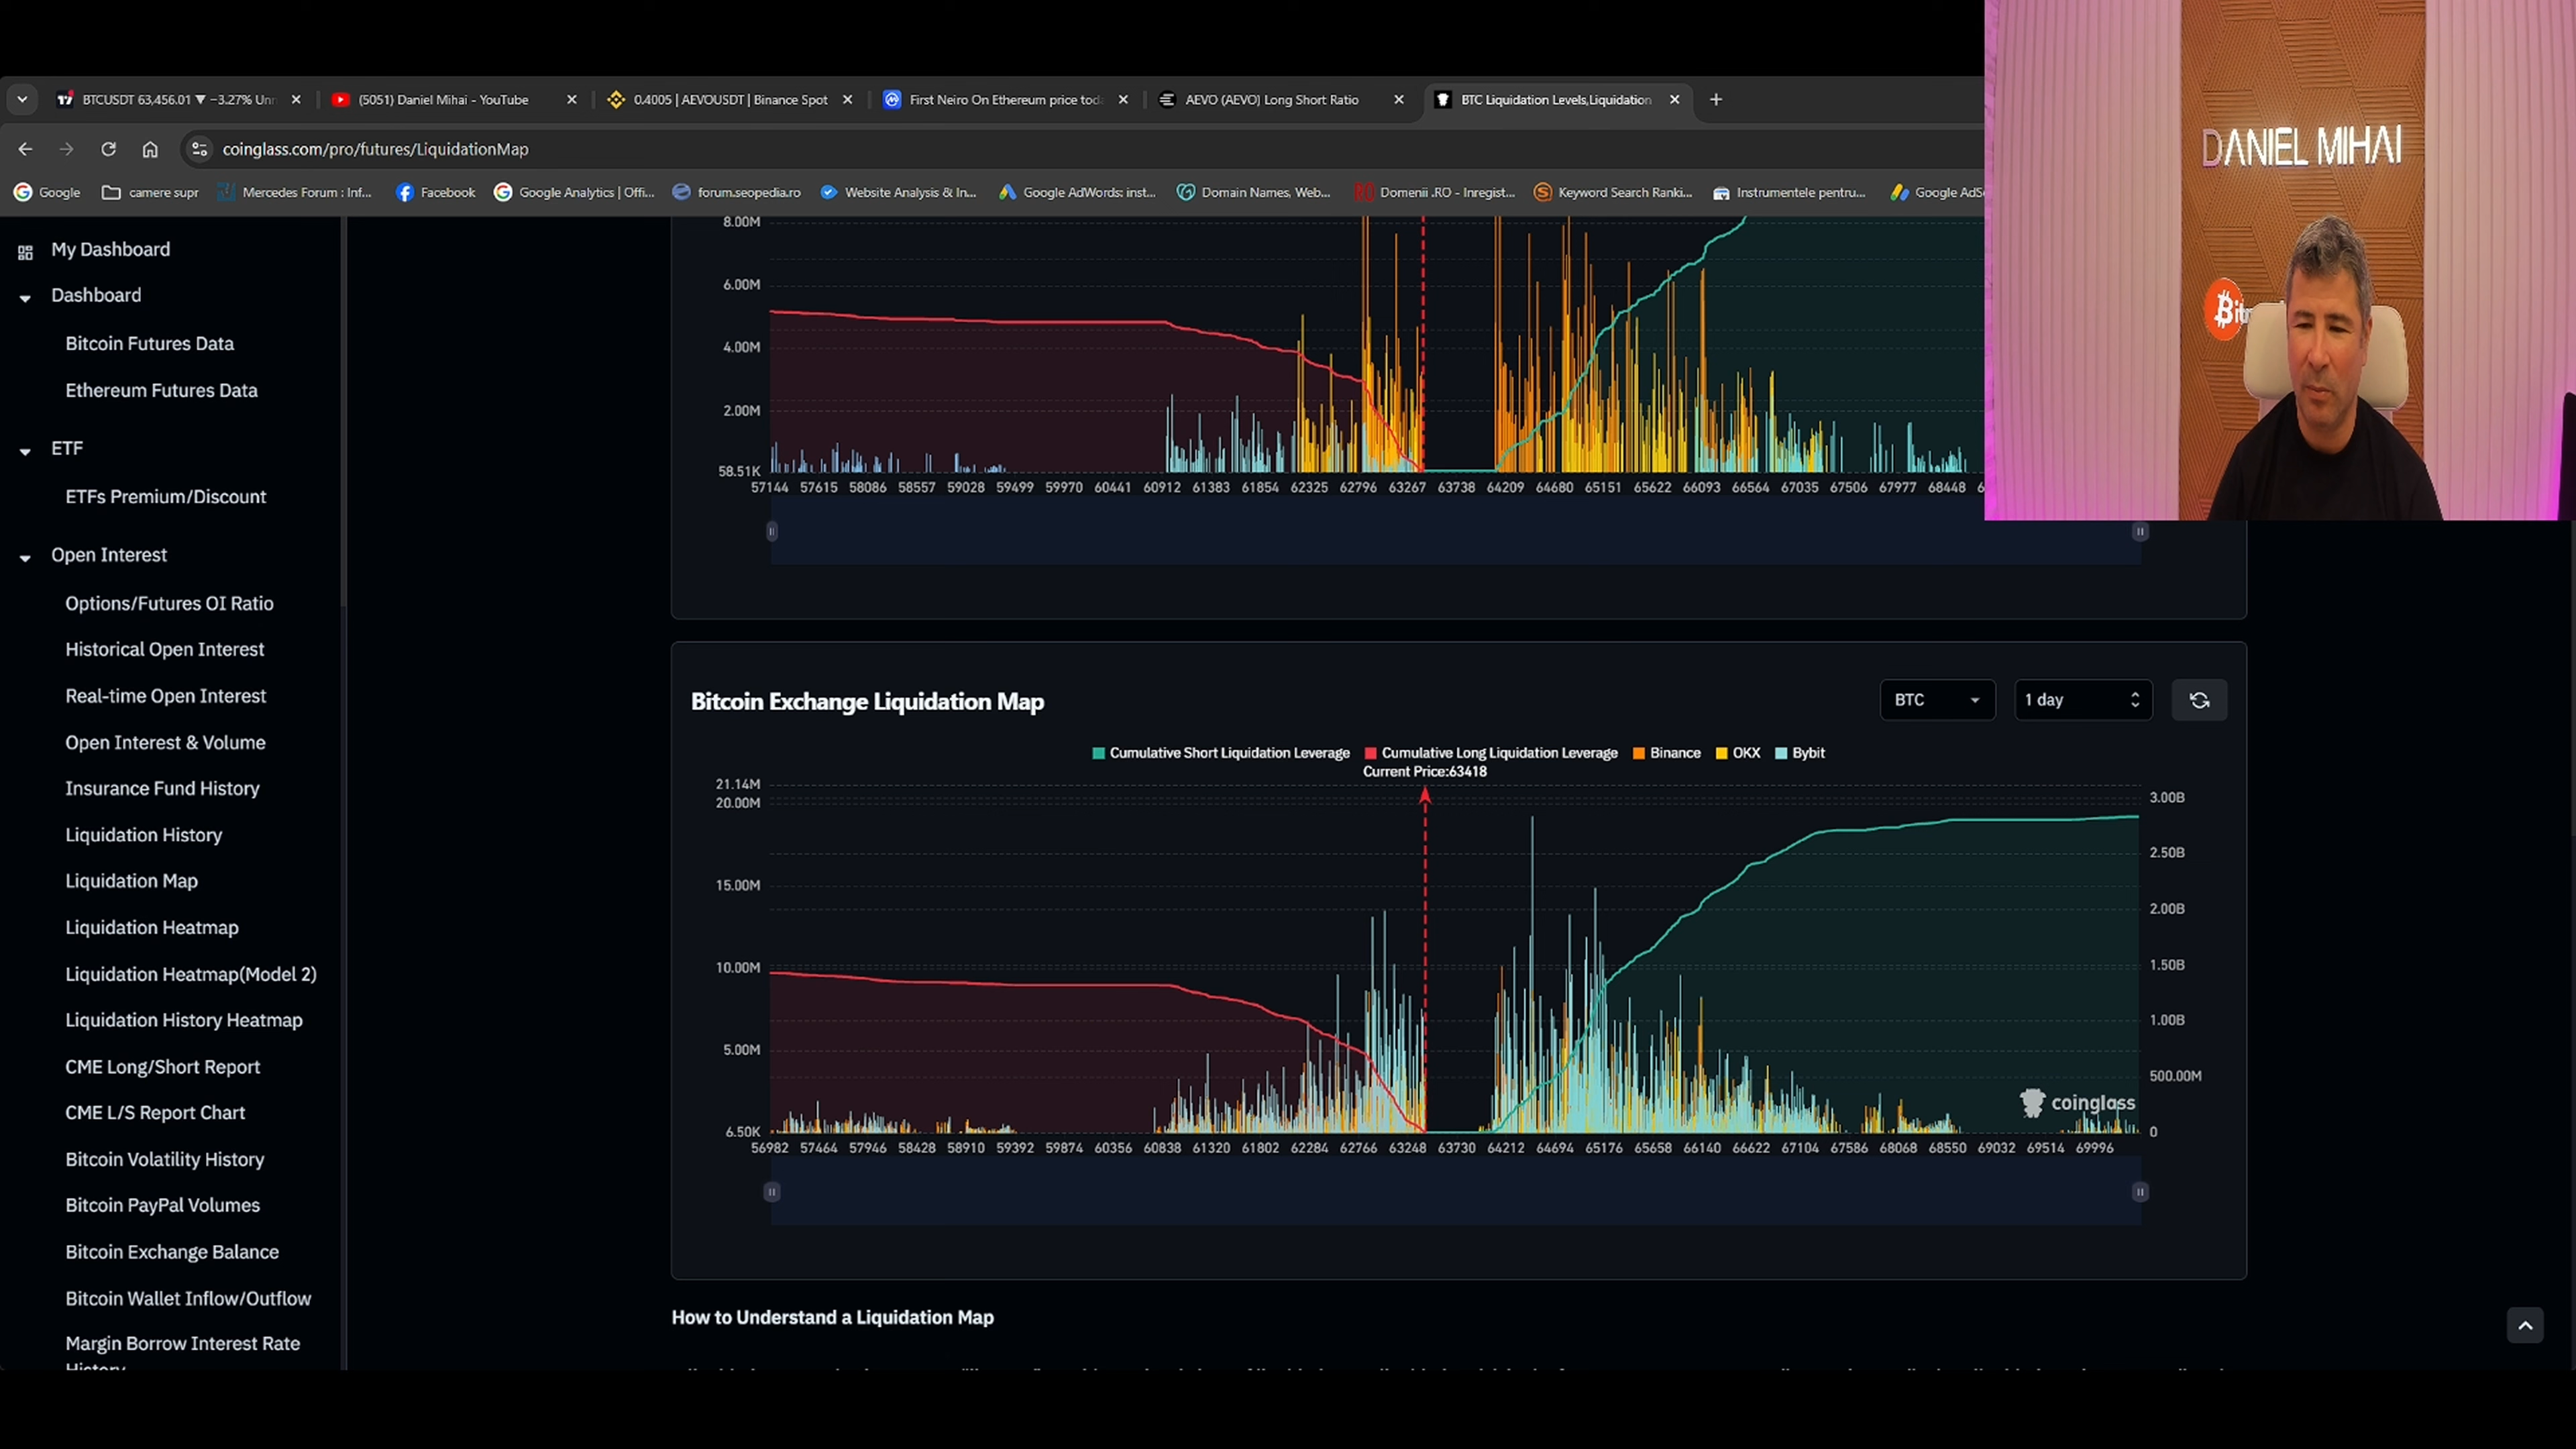 BTCUSDT 63,456.01 ▼ −3.27% Unn
(5051) Daniel Mihai - YouTube
0.4005 | AEVOUSDT | Binance Spot
First Neiro On Ethereum price tod
AEVO (AEVO) Long Short Ratio
BTC Liquidation Levels,Liquidation
coinglass.com/pro/futures/LiquidationMap
Google
camere supr
Mercedes Forum : Inf...
Facebook
Google Analytics | Offi...
forum.seopedia.ro
Website Analysis & In...
Google AdWords: inst...
Domain Names, Web...
Domenii .RO - Inregist...
Keyword Search Ranki...
Instrumentele pentru...
Google AdS
DANIEL MIHAI
My Dashboard
Dashboard
Bitcoin Futures Data
Ethereum Futures Data
ETF
ETFs Premium/Discount
Open Interest
Options/Futures OI Ratio
Historical Open Interest
Real-time Open Interest
Open Interest & Volume
Insurance Fund History
Liquidation History
Liquidation Map
Liquidation Heatmap
Liquidation Heatmap(Model 2)
Liquidation History Heatmap
CME Long/Short Report
CME L/S Report Chart
Bitcoin Volatility History
Bitcoin PayPal Volumes
Bitcoin Exchange Balance
Bitcoin Wallet Inflow/Outflow
Margin Borrow Interest Rate
8.00M
6.00M
4.00M
2.00M
58.51K
57144 57615 58086 58557 59028 59499 59970 60441 60912 61383 61854 62325 62796 63267 63738 64209 64680 65151 65622 66093 66564 67035 67506 67977 68448
Bitcoin Exchange Liquidation Map
BTC
1 day
Cumulative Short Liquidation Leverage Cumulative Long Liquidation Leverage Binance OKX Bybit
Current Price:63418
21.14M
20.00M
15.00M
10.00M
5.00M
6.50K
3.00B
2.50B
2.00B
1.50B
1.00B
500.00M
0
coinglass
56982 57464 57946 58428 58910 59392 59874 60356 60838 61320 61802 62284 62766 63248 63730 64212 64694 65176 65658 66140 66622 67104 67586 68068 68550 69032 69514 69996
How to Understand a Liquidation Map